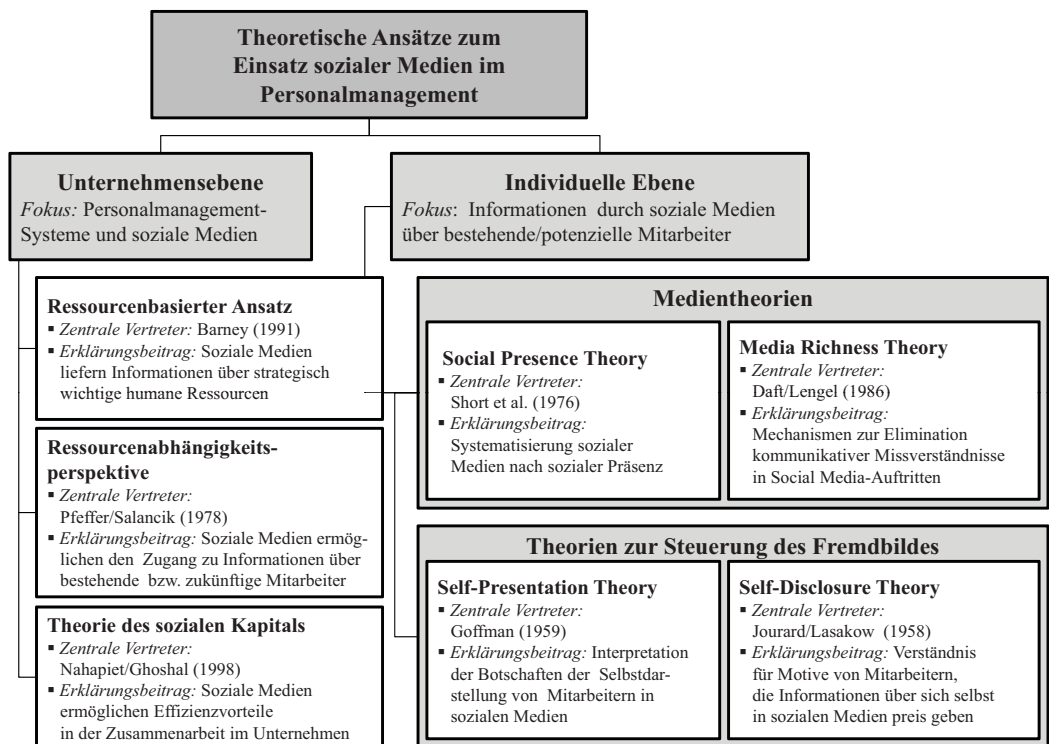 Theoretische Ansätze zum
Einsatz sozialer Medien im
Personalmanagement
Unternehmensebene
Fokus: Personalmanagement-
Systeme und soziale Medien
Individuelle Ebene
Fokus: Informationen durch soziale Medien
über bestehende/potenzielle Mitarbeiter
Ressourcenbasierter Ansatz
▪ Zentrale Vertreter: Barney (1991)
▪ Erklärungsbeitrag: Soziale Medien
liefern Informationen über strategisch
wichtige humane Ressourcen
Ressourcenabhängigkeits-
perspektive
▪ Zentrale Vertreter:
Pfeffer/Salancik (1978)
▪ Erklärungsbeitrag: Soziale Medien ermög-
lichen den Zugang zu Informationen über
bestehende bzw. zukünftige Mitarbeiter
Theorie des sozialen Kapitals
▪ Zentrale Vertreter:
Nahapiet/Ghoshal (1998)
▪ Erklärungsbeitrag: Soziale Medien
ermöglichen Effizienzvorteile
in der Zusammenarbeit im Unternehmen
Medientheorien
Social Presence Theory
▪ Zentrale Vertreter:
Short et al. (1976)
▪ Erklärungsbeitrag:
Systematisierung sozialer
Medien nach sozialer Präsenz
Media Richness Theory
▪ Zentrale Vertreter:
Daft/Lengel (1986)
▪ Erklärungsbeitrag:
Mechanismen zur Elimination
kommunikativer Missverständnisse
in Social Media-Auftritten
Theorien zur Steuerung des Fremdbildes
Self-Presentation Theory
▪ Zentrale Vertreter:
Goffman (1959)
▪ Erklärungsbeitrag: Interpretation
der Botschaften der Selbstdar-
stellung von Mitarbeitern in
sozialen Medien
Self-Disclosure Theory
▪ Zentrale Vertreter:
Jourard/Lasakow (1958)
▪ Erklärungsbeitrag: Verständnis
für Motive von Mitarbeitern,
die Informationen über sich selbst
in sozialen Medien preis geben